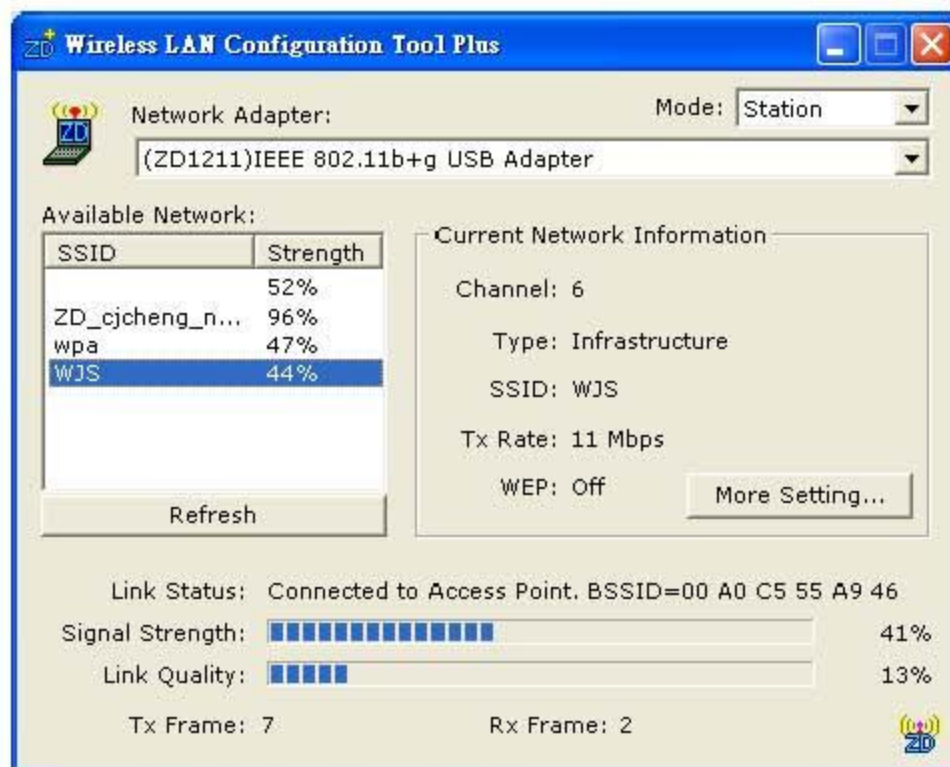 ZD Wireless LAN Configuration Tool Plus
ZD
Network Adapter:
Mode: Station
(ZD1211)IEEE 802.11b+g USB Adapter
Available Network:
SSID Strength
52%
ZD_cjcheng_n... 96%
wpa 47%
WJS 44%
Refresh
Current Network Information
Channel: 6
Type: Infrastructure
SSID: WJS
Tx Rate: 11 Mbps
WEP: Off
More Setting...
Link Status: Connected to Access Point. BSSID=00 A0 C5 55 A9 46
Signal Strength: 41%
Link Quality: 13%
Tx Frame: 7 Rx Frame: 2
ZD